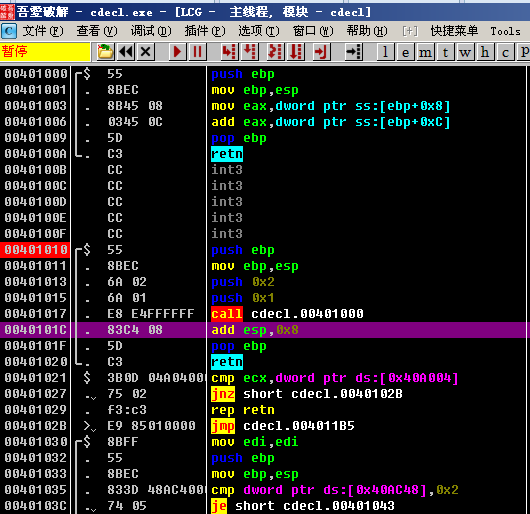 吾愛破解 - cdecl.exe - [LCG - 主线程, 模块 - cdecl]
C 文件(F) 查看(V) 调试(D) 插件(P) 选项(T) 窗口(W) 帮助(H) [+] 快捷菜单 Tools
暂停 l e m t w h c p
00401000 $ 55 push ebp
00401001 . 8BEC mov ebp,esp
00401003 . 8B45 08 mov eax,dword ptr ss:[ebp+0x8]
00401006 . 0345 0C add eax,dword ptr ss:[ebp+0xC]
00401009 . 5D pop ebp
0040100A . C3 retn
0040100B CC int3
0040100C CC int3
0040100D CC int3
0040100E CC int3
0040100F CC int3
00401010 $ 55 push ebp
00401011 . 8BEC mov ebp,esp
00401013 . 6A 02 push 0x2
00401015 . 6A 01 push 0x1
00401017 . E8 E4FFFFFF call cdecl.00401000
0040101C . 83C4 08 add esp,0x8
0040101F . 5D pop ebp
00401020 . C3 retn
00401021 $ 3B0D 04A04000 cmp ecx,dword ptr ds:[0x40A004]
00401027 . 75 02 jnz short cdecl.0040102B
00401029 . f3:c3 rep retn
0040102B > E9 85010000 jmp cdecl.004011B5
00401030 $ 8BFF mov edi,edi
00401032 . 55 push ebp
00401033 . 8BEC mov ebp,esp
00401035 . 833D 48AC4000 cmp dword ptr ds:[0x40AC48],0x2
0040103C . 74 05 je short cdecl.00401043